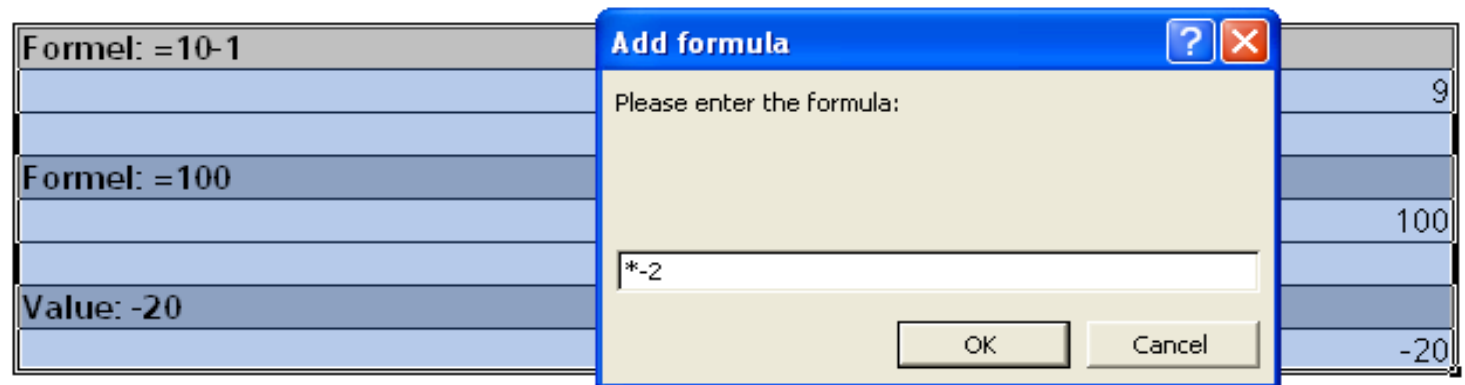 Formel: =10-1
9
Formel: =100
100
Value: -20
-20
Add formula
?
Please enter the formula:
*-2
OK
Cancel